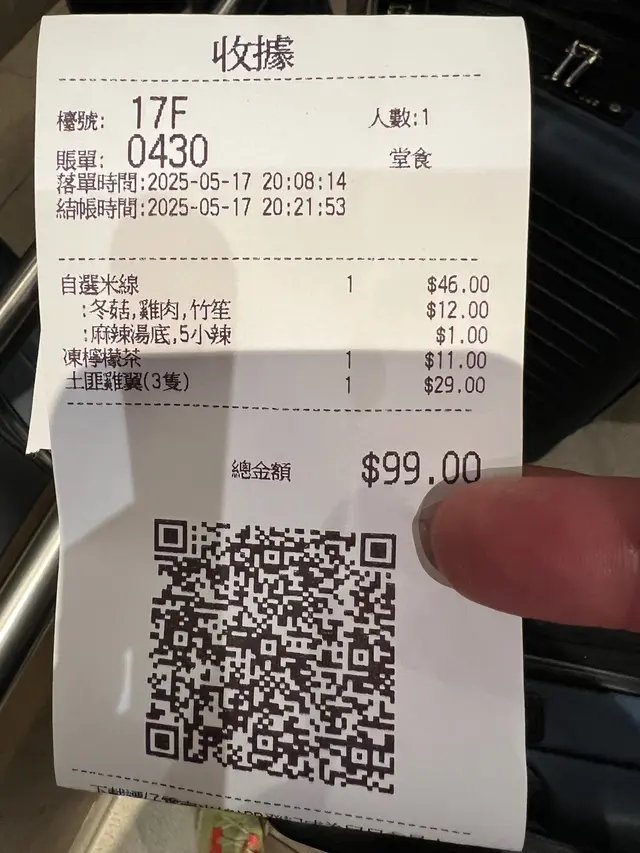 收據
檯號: 17F 人數:1
賬單: 0430 堂食
落單時間:2025-05-17 20:08:14
結帳時間:2025-05-17 20:21:53
自選米線 1 $46.00
:冬菇,雞肉,竹笙 $12.00
:麻辣湯底,5小辣 $1.00
凍檸檬茶 1 $11.00
土匪雞翼(3隻) 1 $29.00
總金額 $99.00